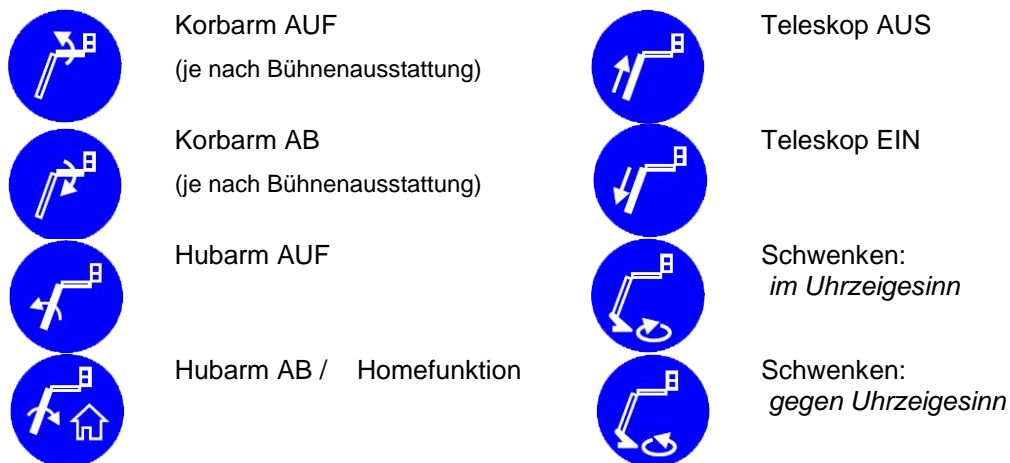 Korbarm AUF
(je nach Bühnenausstattung)
Korbarm AB
(je nach Bühnenausstattung)
Hubarm AUF
Hubarm AB / Homefunktion
Teleskop AUS
Teleskop EIN
Schwenken:
im Uhrzeigesinn
Schwenken:
gegen Uhrzeigesinn